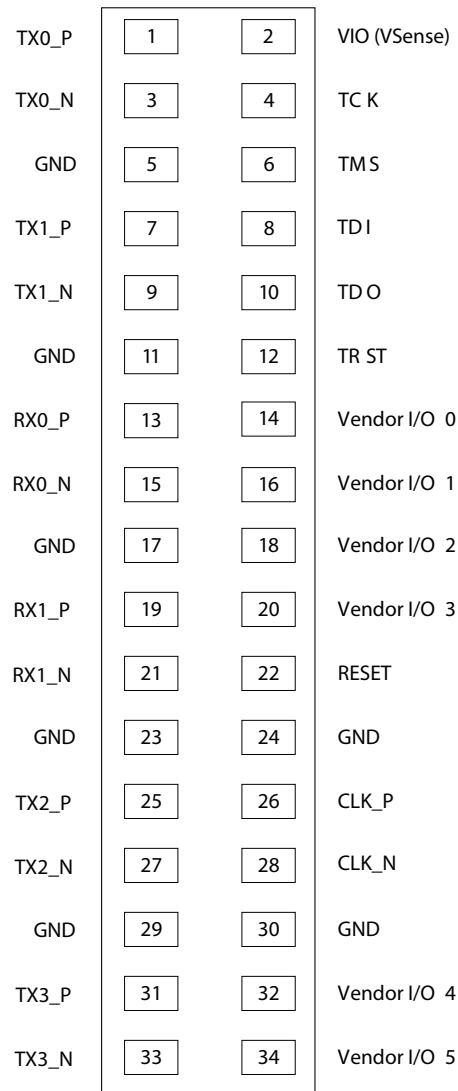 TX0_P 1 2 VIO (VSense)
TX0_N 3 4 TC K
GND 5 6 TM S
TX1_P 7 8 TD I
TX1_N 9 10 TD O
GND 11 12 TR ST
RX0_P 13 14 Vendor I/O 0
RX0_N 15 16 Vendor I/O 1
GND 17 18 Vendor I/O 2
RX1_P 19 20 Vendor I/O 3
RX1_N 21 22 RESET
GND 23 24 GND
TX2_P 25 26 CLK_P
TX2_N 27 28 CLK_N
GND 29 30 GND
TX3_P 31 32 Vendor I/O 4
TX3_N 33 34 Vendor I/O 5